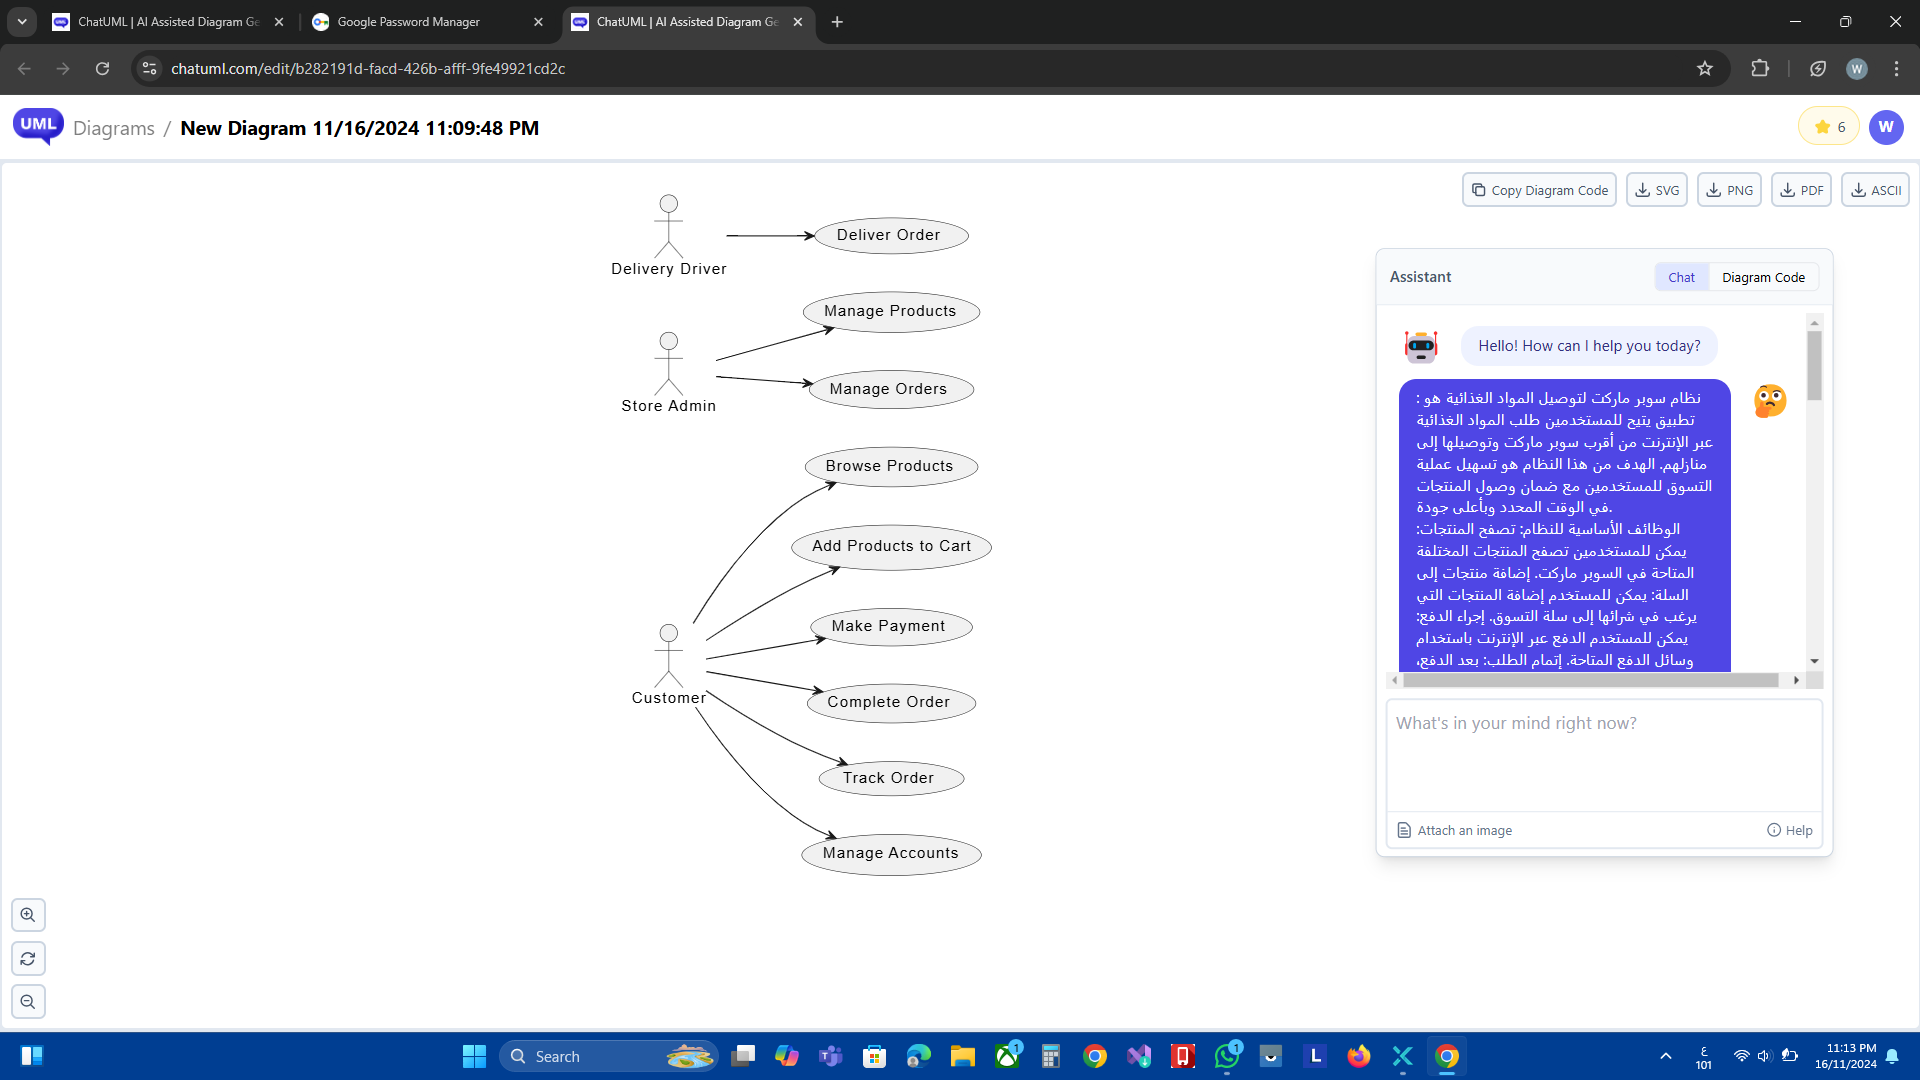 ChatUML | AI Assisted Diagram Ge
Google Password Manager
ChatUML | AI Assisted Diagram Ge
chatuml.com/edit/b282191d-facd-426b-afff-9fe49921cd2c
W
UML
Diagrams / New Diagram 11/16/2024 11:09:48 PM
6
W
Copy Diagram Code
SVG
PNG
PDF
ASCII
Delivery Driver
Deliver Order
Store Admin
Manage Products
Manage Orders
Customer
Browse Products
Add Products to Cart
Make Payment
Complete Order
Track Order
Manage Accounts
Assistant
Chat
Diagram Code
Hello! How can I help you today?
نظام سوبر ماركت لتوصيل المواد الغذائية هو :
تطبيق يتيح للمستخدمين طلب المواد الغذائية
عبر الإنترنت من أقرب سوبر ماركت وتوصيلها إلى
منازلهم. الهدف من هذا النظام هو تسهيل عملية
التسوق للمستخدمين مع ضمان وصول المنتجات
في الوقت المحدد وبأعلى جودة.
الوظائف الأساسية للنظام: تصفح المنتجات:
يمكن للمستخدمين تصفح المنتجات المختلفة
المتاحة في السوبر ماركت. إضافة منتجات إلى
السلة: يمكن للمستخدم إضافة المنتجات التي
يرغب في شرائها إلى سلة التسوق. إجراء الدفع:
يمكن للمستخدم الدفع عبر الإنترنت باستخدام
وسائل الدفع المتاحة. إتمام الطلب: بعد الدفع،
What's in your mind right now?
Attach an image
Help
Search
1
1
L
ع
101
11:13 PM
16/11/2024